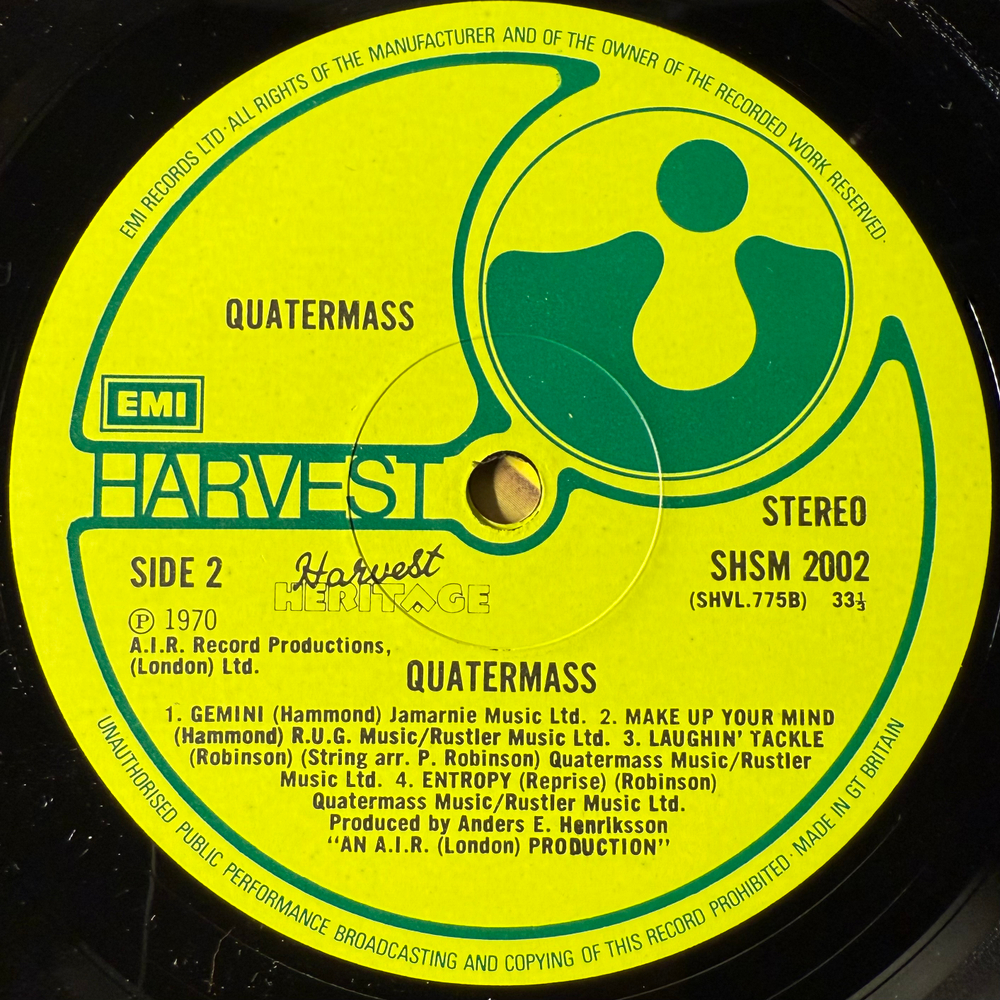 EMI RECORDS LTD· ALL RIGHTS OF THE MANUFACTURER AND OF THE OWNER OF THE RECORDED WORK RESERVED·
QUATERMASS
EMI
HARVEST
STEREO
SIDE 2
Harvest
HERITAGE
SHSM 2002
(SHVL.775B) 33⅓
Ⓟ 1970
A.I.R. Record Productions,
(London) Ltd.
QUATERMASS
1. GEMINI (Hammond) Jamarnie Music Ltd. 2. MAKE UP YOUR MIND
(Hammond) R.U.G. Music/Rustler Music Ltd. 3. LAUGHIN' TACKLE
(Robinson) (String arr. P. Robinson) Quatermass Music/Rustler
Music Ltd. 4. ENTROPY (Reprise) (Robinson)
Quatermass Music/Rustler Music Ltd.
Produced by Anders E. Henriksson
"AN A.I.R. (London) PRODUCTION"
UNAUTHORISED PUBLIC PERFORMANCE BROADCASTING AND COPYING OF THIS RECORD PROHIBITED· MADE IN GT BRITAIN